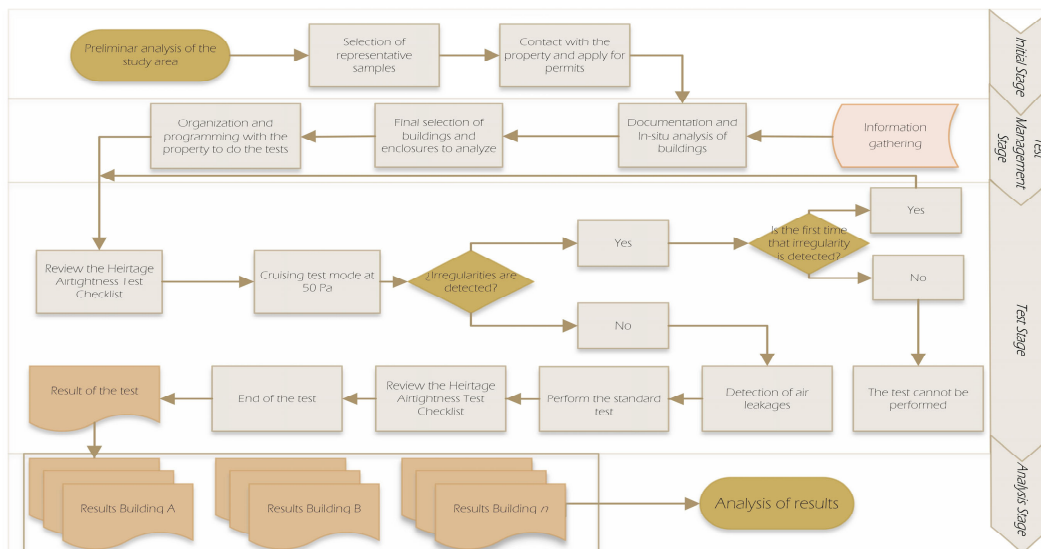 Preliminar analysis of the
study area
Selection of
representative
samples
Contact with the
property and apply for
permits
Initial Stage
Organization and
programming with the
property to do the tests
Final selection of
buildings and
enclosures to analyze
Documentation and
In-situ analysis of
buildings
Information
gathering
Test
Management
Stage
Review the Heirtage
Airtightness Test
Checklist
Cruising test mode at
50 Pa
¿Irregularities are
detected?
Yes
No
Is the first time
that irregularity
is detected?
Yes
No
Test Stage
Result of the test
End of the test
Review the Heirtage
Airtightness Test
Checklist
Perform the standard
test
Detection of air
leakages
The test cannot be
performed
Results Building A
Results Building B
Results Building n
Analysis of results
Analysis Stage